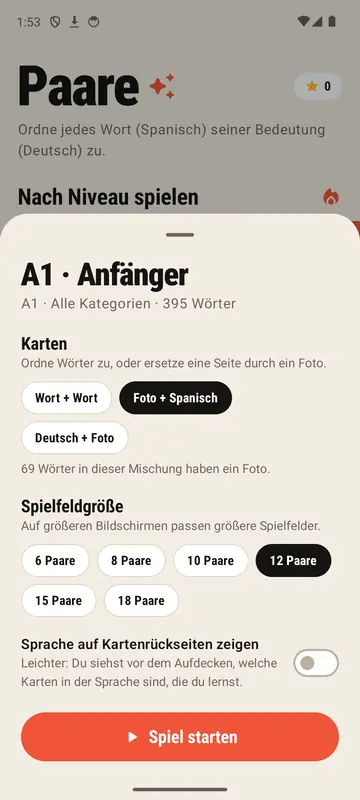 1:53
Paare
0
Ordne jedes Wort (Spanisch) seiner Bedeutung
(Deutsch) zu.
Nach Niveau spielen
A1 · Anfänger
A1 · Alle Kategorien · 395 Wörter
Karten
Ordne Wörter zu, oder ersetze eine Seite durch ein Foto.
Wort + Wort
Foto + Spanisch
Deutsch + Foto
69 Wörter in dieser Mischung haben ein Foto.
Spielfeldgröße
Auf größeren Bildschirmen passen größere Spielfelder.
6 Paare
8 Paare
10 Paare
12 Paare
15 Paare
18 Paare
Sprache auf Kartenrückseiten zeigen
Leichter: Du siehst vor dem Aufdecken, welche
Karten in der Sprache sind, die du lernst.
Spiel starten